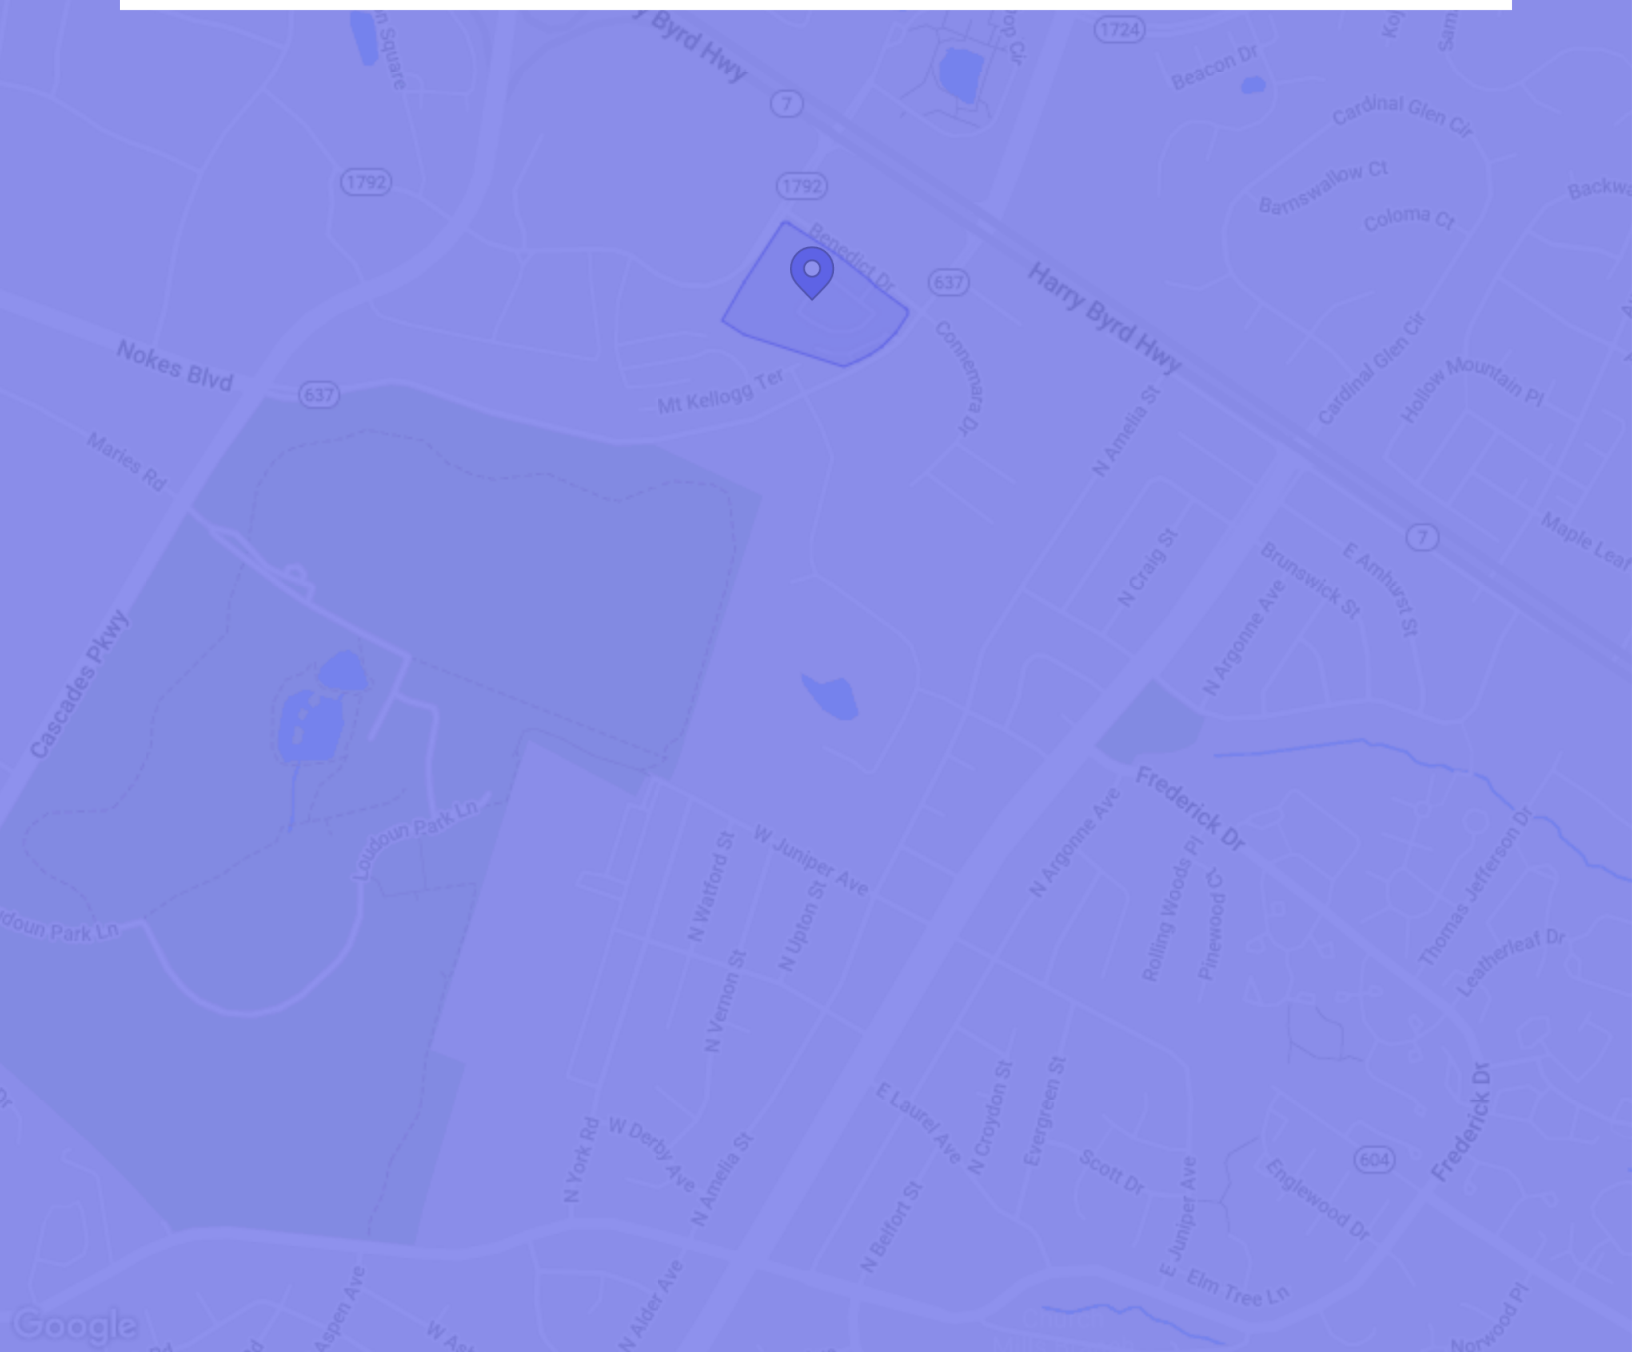 y Byrd Hwy
n Square
1724
Beacon Dr
7
Cardinal Glen Cir
1792
1792
Barnswallow Ct
Coloma Ct
Benedict Dr
637
Harry Byrd Hwy
Connemara Dr
Nokes Blvd
637
Mt Kellogg Ter
Cardinal Glen Cir
Hollow Mountain Pl
N Amelia St
Maries Rd
7
Maple Leaf
N Craig St
Brunswick St
E Amhurst St
N Argonne Ave
Cascades Pkwy
Frederick Dr
N Argonne Ave
Loudoun Park Ln
W Juniper Ave
N Watford St
N Upton St
Rolling Woods Pl
Pinewood Ct
Thomas Jefferson Dr
Leatherleaf Dr
udoun Park Ln
N Vernon St
E Laurel Ave
N Croydon St
Evergreen St
Frederick Dr
Dr
N York Rd
W Derby Ave
N Amelia St
Scott Dr
604
Englewood Dr
E Juniper Ave
N Belfort St
Elm Tree Ln
Aspen Ave
N Alder Ave
Norwood Pl
Google